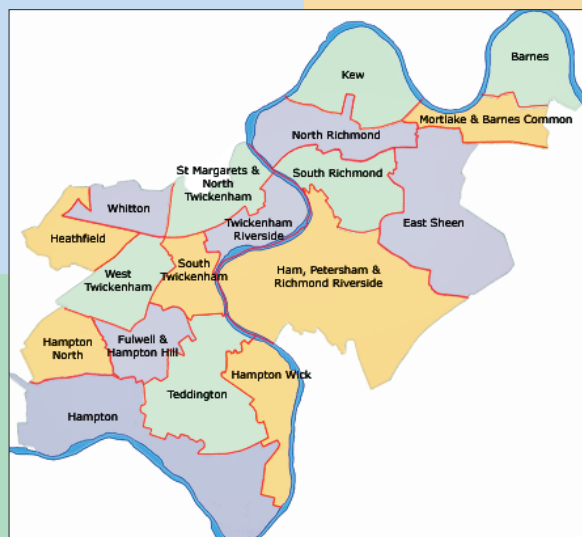 Barnes
Kew
Mortlake & Barnes Common
North Richmond
St Margarets &
North
Twickenham
South Richmond
Whitton
Twickenham
Riverside
East Sheen
Heathfield
South
Twickenham
West
Twickenham
Ham, Petersham &
Richmond Riverside
Hampton
North
Fulwell &
Hampton Hill
Hampton Wick
Teddington
Hampton